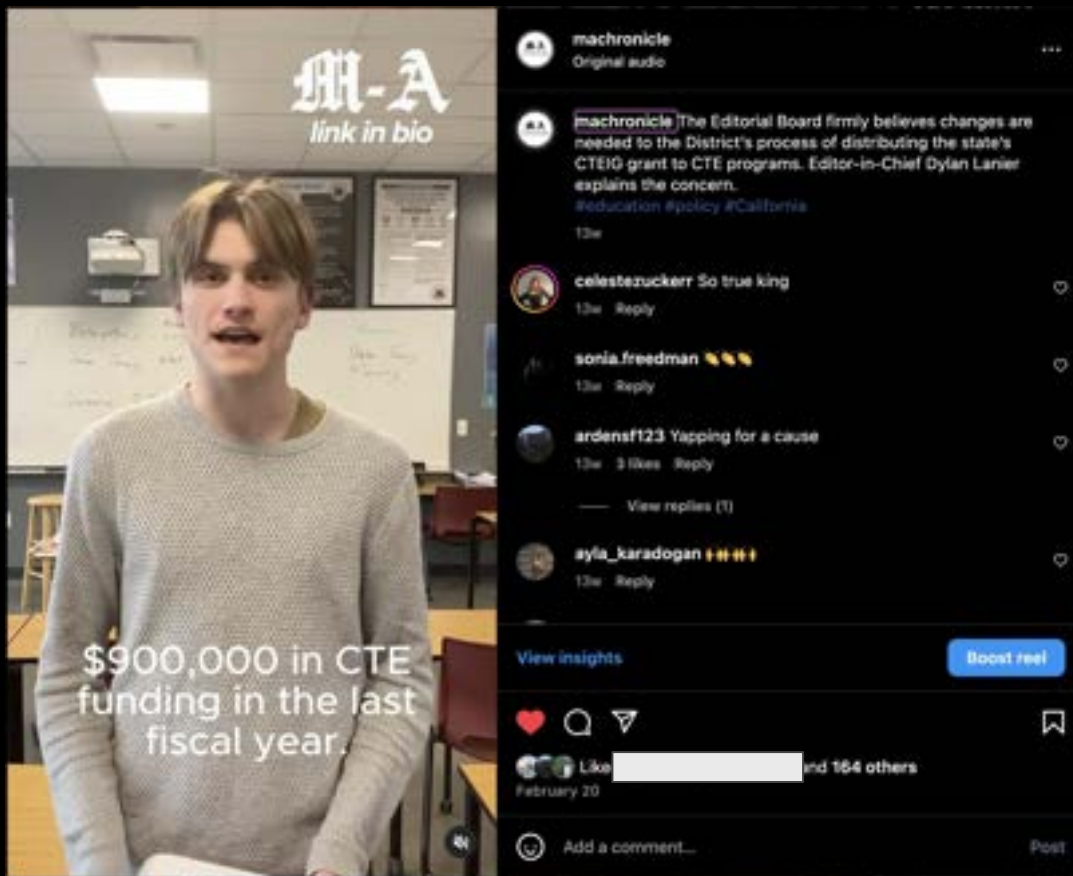 M-A
link in bio
$900,000 in CTE
funding in the last
fiscal year.
machronicle
Original audio
machronicle The Editorial Board firmly believes changes are
needed to the District's process of distributing the state's
CTEIG grant to CTE programs. Editor-in-Chief Dylan Lanier
explains the concern.
#education #policy #California
13w
celestezuckerr So true king
13w Reply
sonia.freedman 👏👏👏
13w Reply
ardensf123 Yapping for a cause
13w 3 likes Reply
View replies (1)
ayla_karadogan
13w Reply
View insights
Boost reel
Like
nd 164 others
February 20
Add a comment...
Post